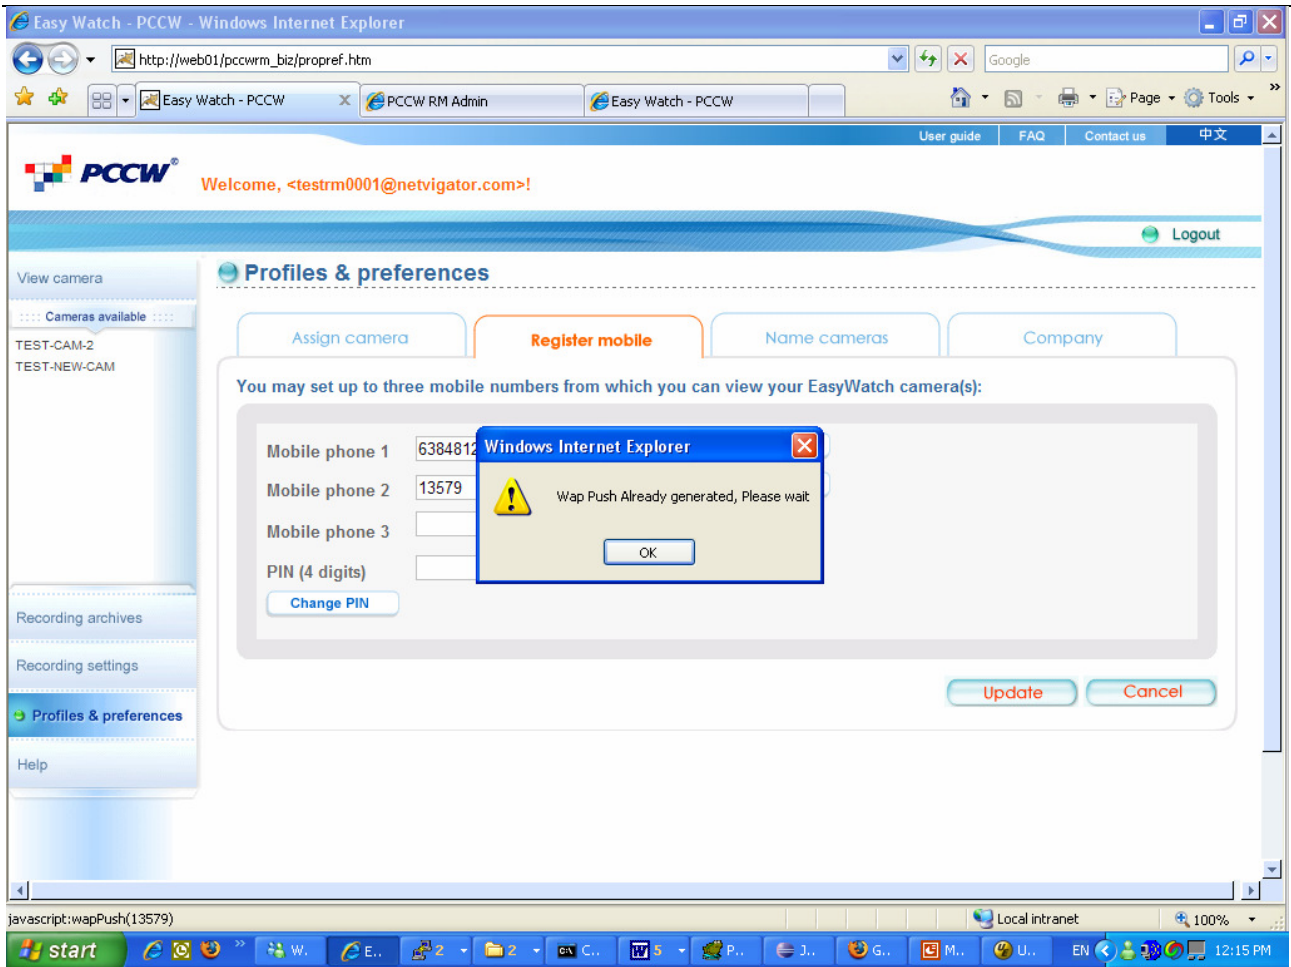 Easy Watch - PCCW - Windows Internet Explorer
http://web01/pccwrm_biz/propref.htm
Google
Easy Watch - PCCW
PCCW RM Admin
Easy Watch - PCCW
Page
Tools
User guide
FAQ
Contact us
中文
PCCW®
Welcome, <testrm0001@netvigator.com>!
Logout
View camera
Profiles & preferences
:::: Cameras available ::::
TEST-CAM-2
TEST-NEW-CAM
Assign camera
Register mobile
Name cameras
Company
You may set up to three mobile numbers from which you can view your EasyWatch camera(s):
Mobile phone 1
6384812
Mobile phone 2
13579
Mobile phone 3
PIN (4 digits)
Change PIN
Windows Internet Explorer
Wap Push Already generated, Please wait
OK
Recording archives
Recording settings
Profiles & preferences
Help
Update
Cancel
javascript:wapPush(13579)
Local intranet
100%
start
W..
E..
2
2
C..
5
P..
J..
G..
M..
U..
EN
12:15 PM